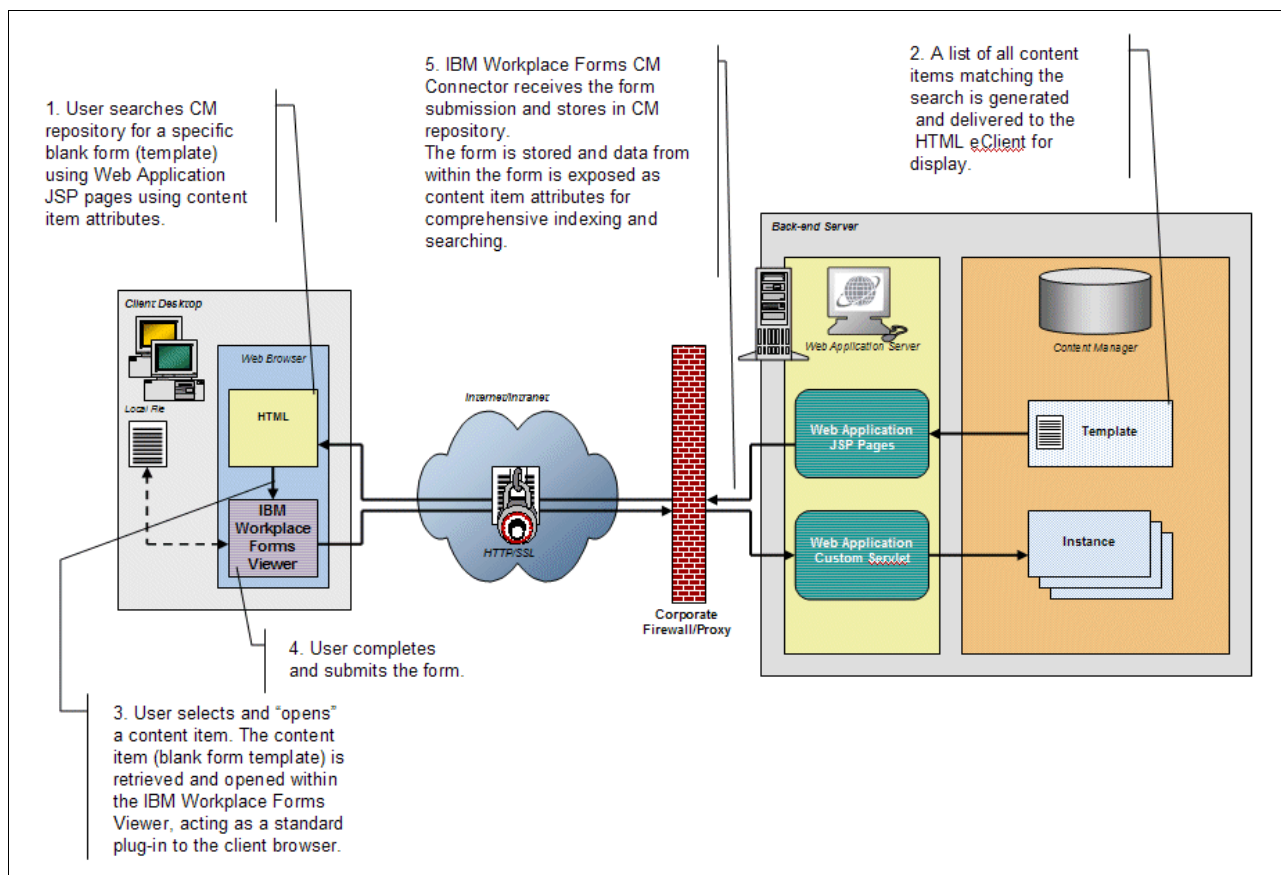 1. User searches CM
repository for a specific
blank form (template)
using Web Application
JSP pages using content
item attributes.
5. IBM Workplace Forms CM
Connector receives the form
submission and stores in CM
repository.
The form is stored and data from
within the form is exposed as
content item attributes for
comprehensive indexing and
searching.
2. A list of all content
items matching the
search is generated
and delivered to the
HTML eClient for
display.
Back-end Server
Client Desktop
Web Browser
Local File
HTML
IBM
Workplace
Forms
Viewer
Internet/Intranet
HTTP/SSL
Corporate
Firewall/Proxy
Web Application Server
Content Manager
Web Application
JSP Pages
Template
Web Application
Custom Servlet
Instance
4. User completes
and submits the form.
3. User selects and “opens”
a content item. The content
item (blank form template) is
retrieved and opened within
the IBM Workplace Forms
Viewer, acting as a standard
plug-in to the client browser.